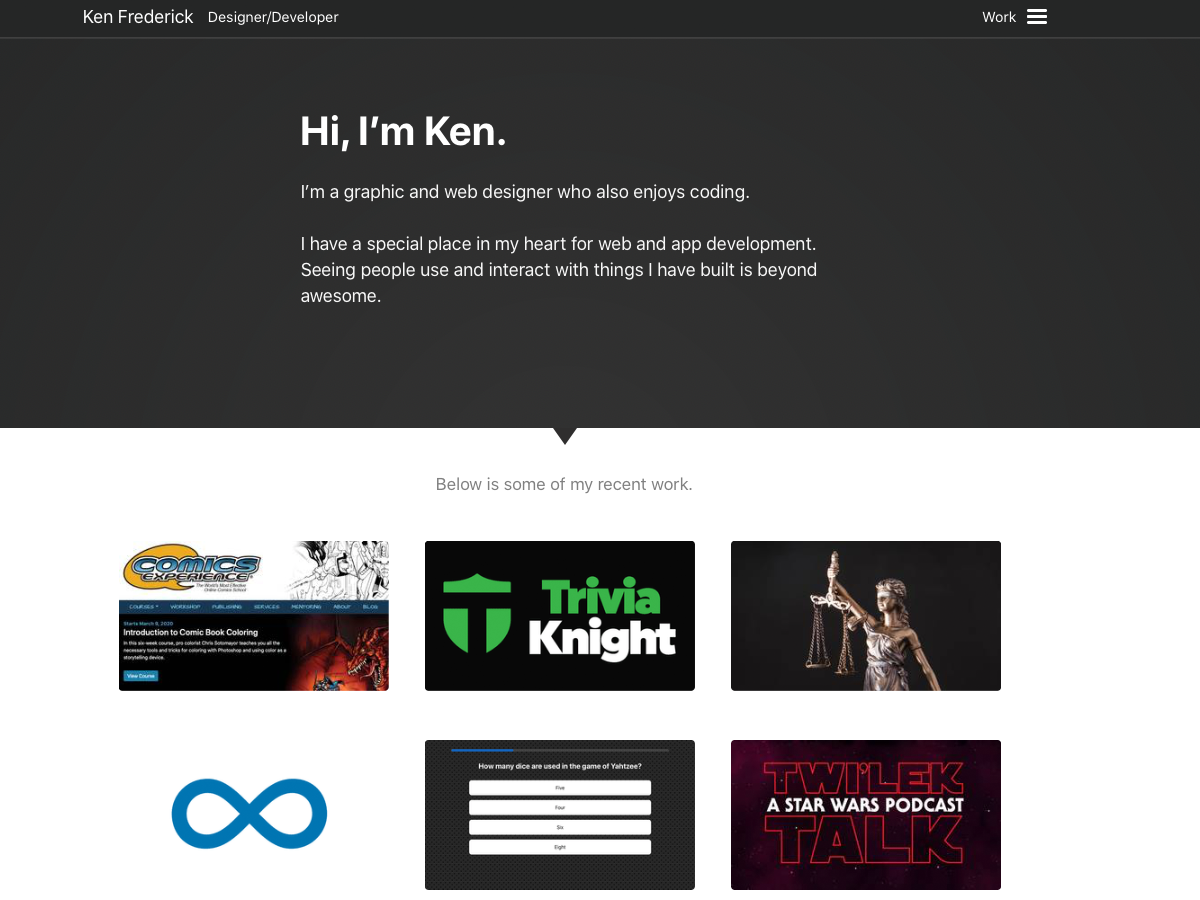 Ken Frederick Designer/Developer Work
Hi, I’m Ken.
I’m a graphic and web designer who also enjoys coding.
I have a special place in my heart for web and app development.
Seeing people use and interact with things I have built is beyond
awesome.
Below is some of my recent work.
COMICS
EXPERIENCE®
The World's Most Effective
Online Comics School
COURSES WORKSHOP PUBLISHING SERVICES MENTORING ABOUT BLOG
Starts March 9, 2020
Introduction to Comic Book Coloring
In this six-week course, pro colorist Chris Sotomayor teaches you all the
necessary tools and tricks for coloring with Photoshop and using color as a
storytelling device.
View Course
Trivia
Knight
How many dice are used in the game of Yahtzee?
Five
Four
Six
Eight
TWI'LEK
A STAR WARS PODCAST
TALK